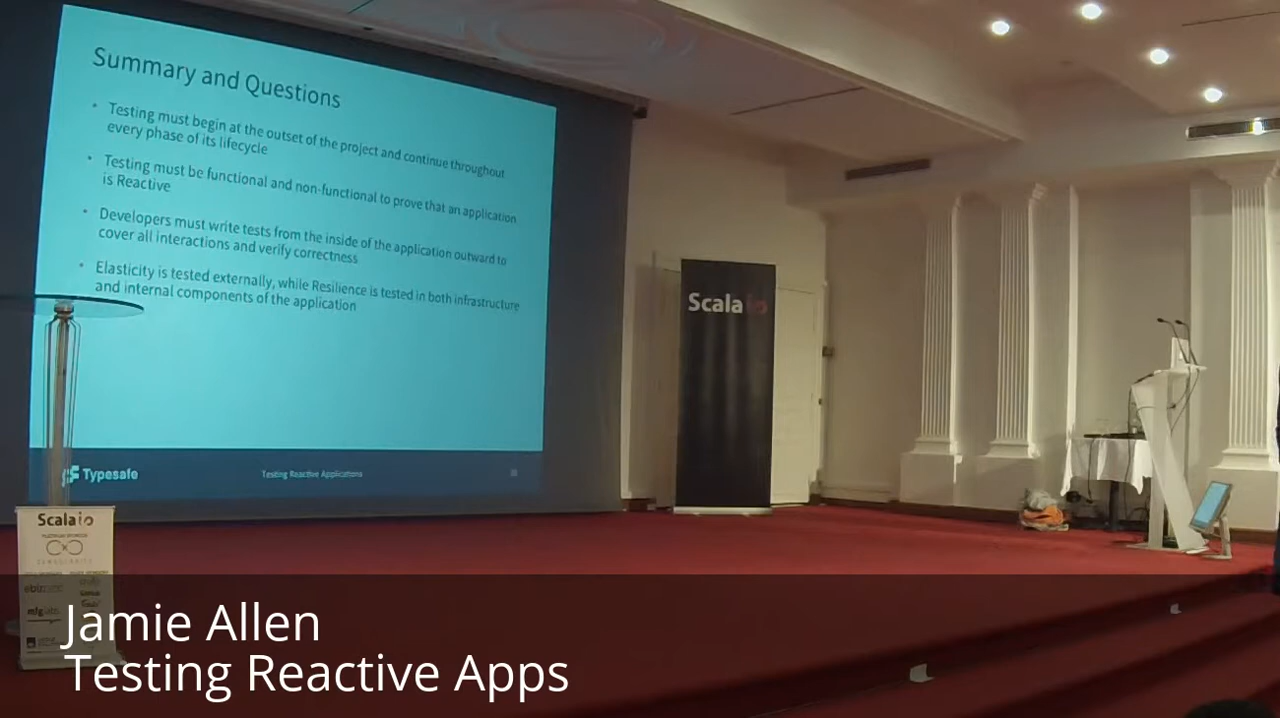 Summary and Questions
• Testing must begin at the outset of the project and continue throughout
every phase of its lifecycle
• Testing must be functional and non-functional to prove that an application
is Reactive
• Developers must write tests from the inside of the application outward to
cover all interactions and verify correctness
• Elasticity is tested externally, while Resilience is tested in both infrastructure
and internal components of the application
Typesafe
Testing Reactive Applications
Scala io
Scala io
Jamie Allen
Testing Reactive Apps